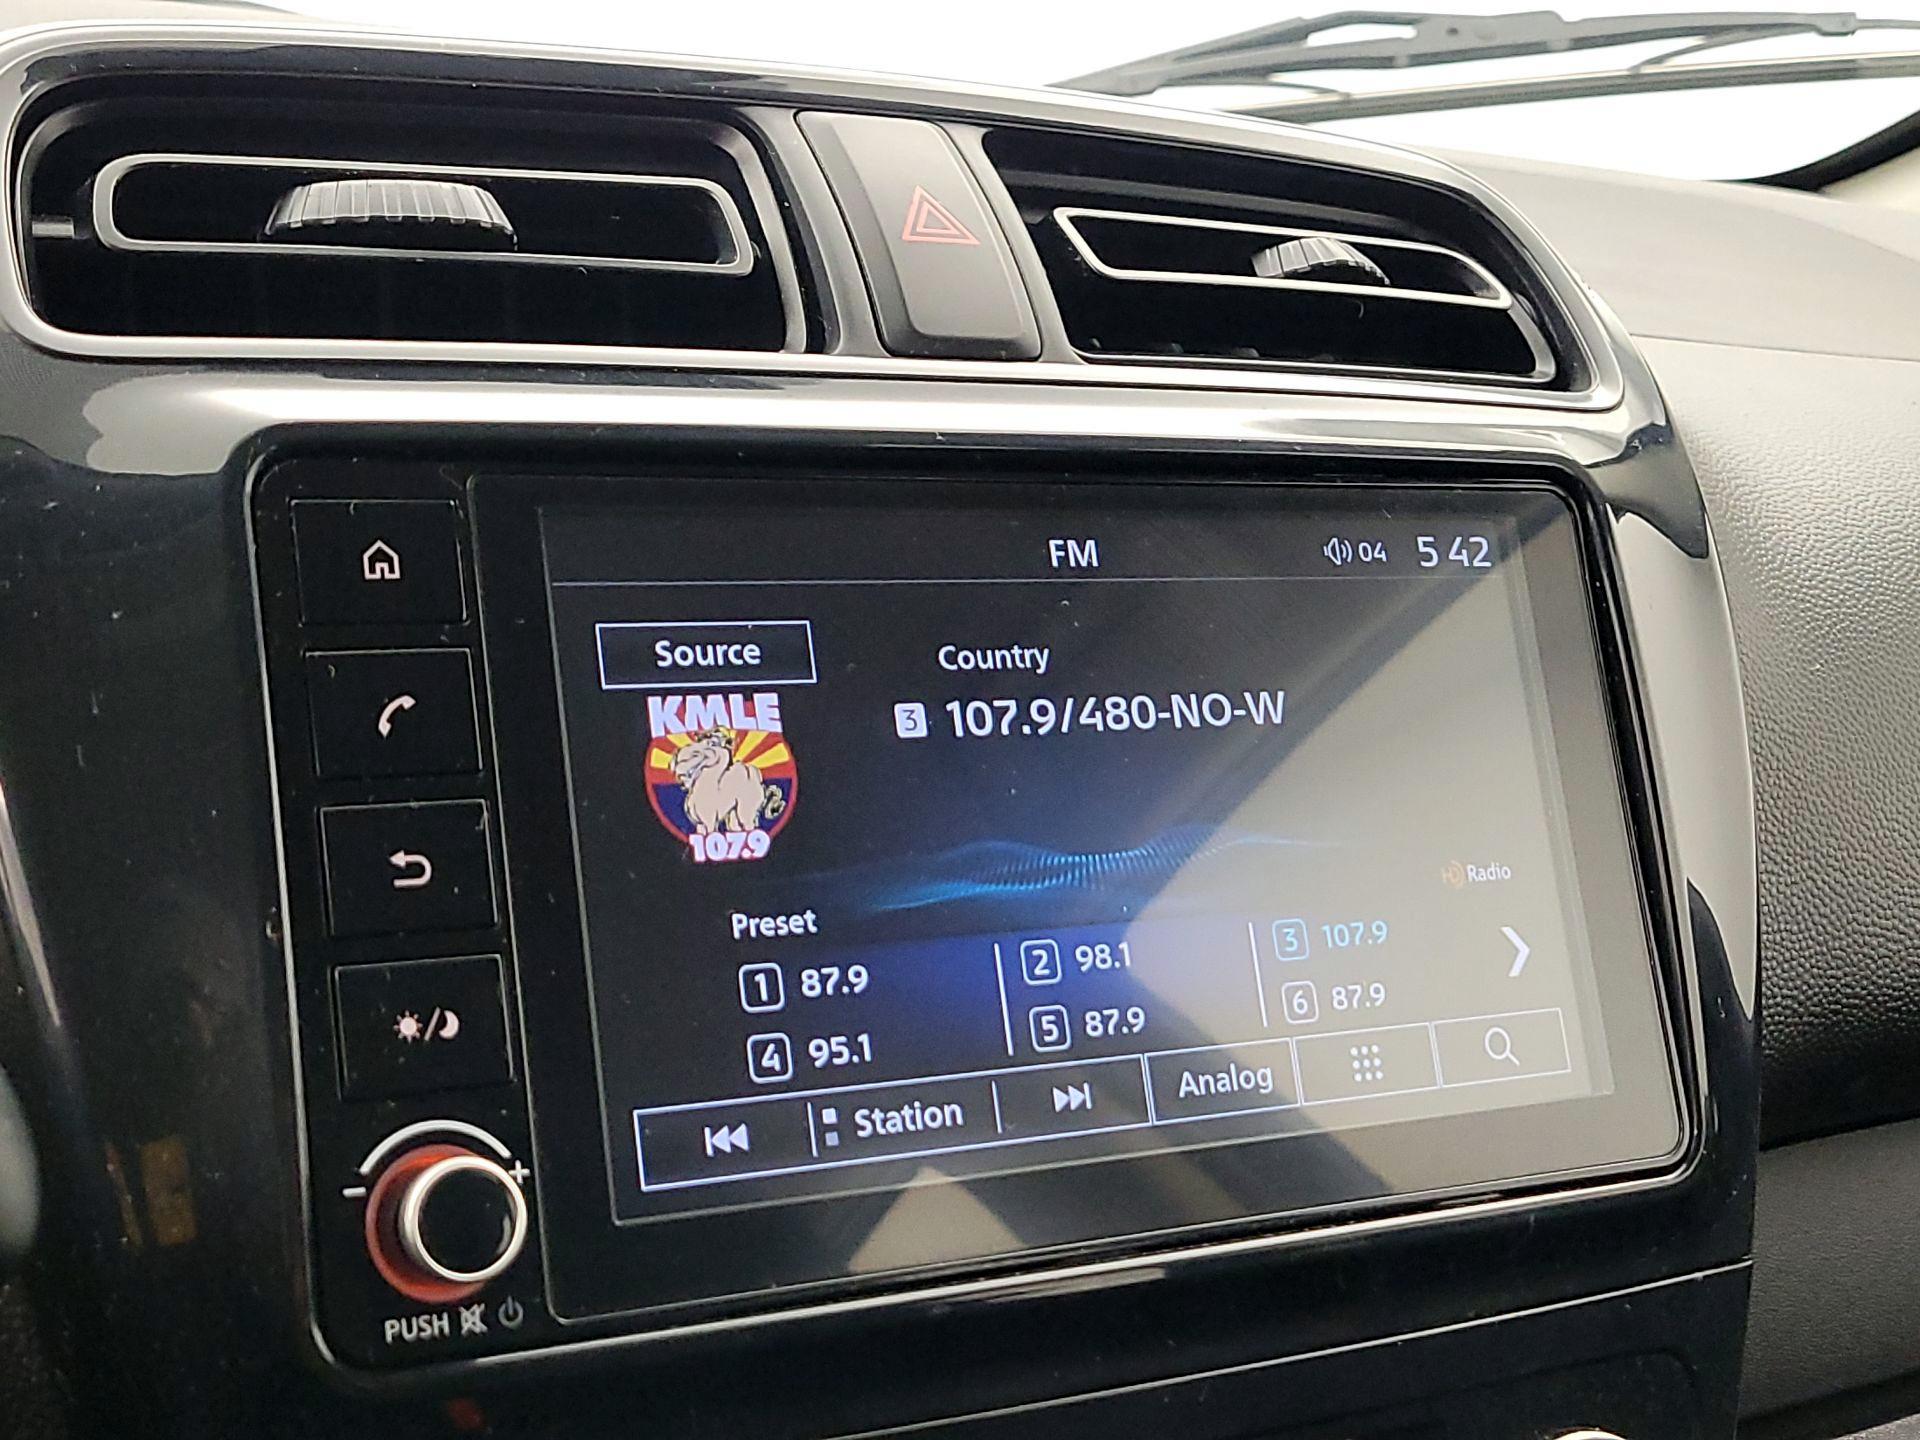 FM
04 5 42
Source
Country
KMLE
3 107.9/480-NO-W
107.9
HD Radio
Preset
1 87.9
2 98.1
3 107.9
4 95.1
5 87.9
6 87.9
Station
Analog
- +
PUSH